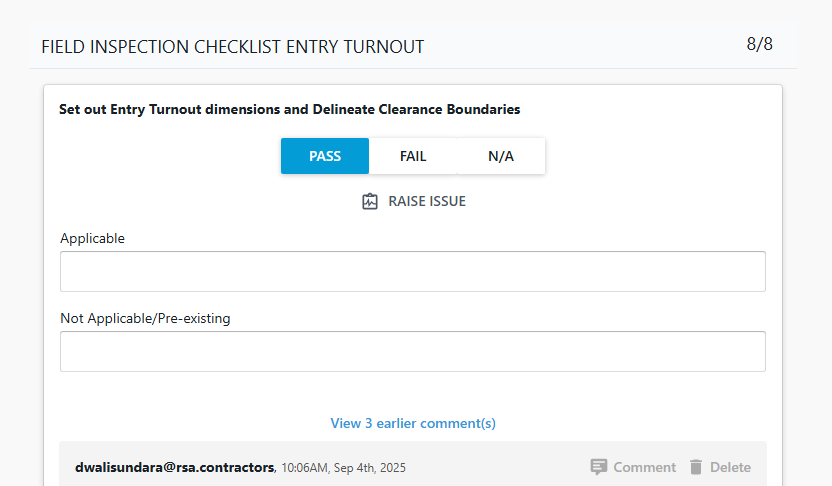 FIELD INSPECTION CHECKLIST ENTRY TURNOUT 8/8
Set out Entry Turnout dimensions and Delineate Clearance Boundaries
PASS FAIL N/A
RAISE ISSUE
Applicable
Not Applicable/Pre-existing
View 3 earlier comment(s)
dwalisundara@rsa.contractors, 10:06AM, Sep 4th, 2025 Comment Delete